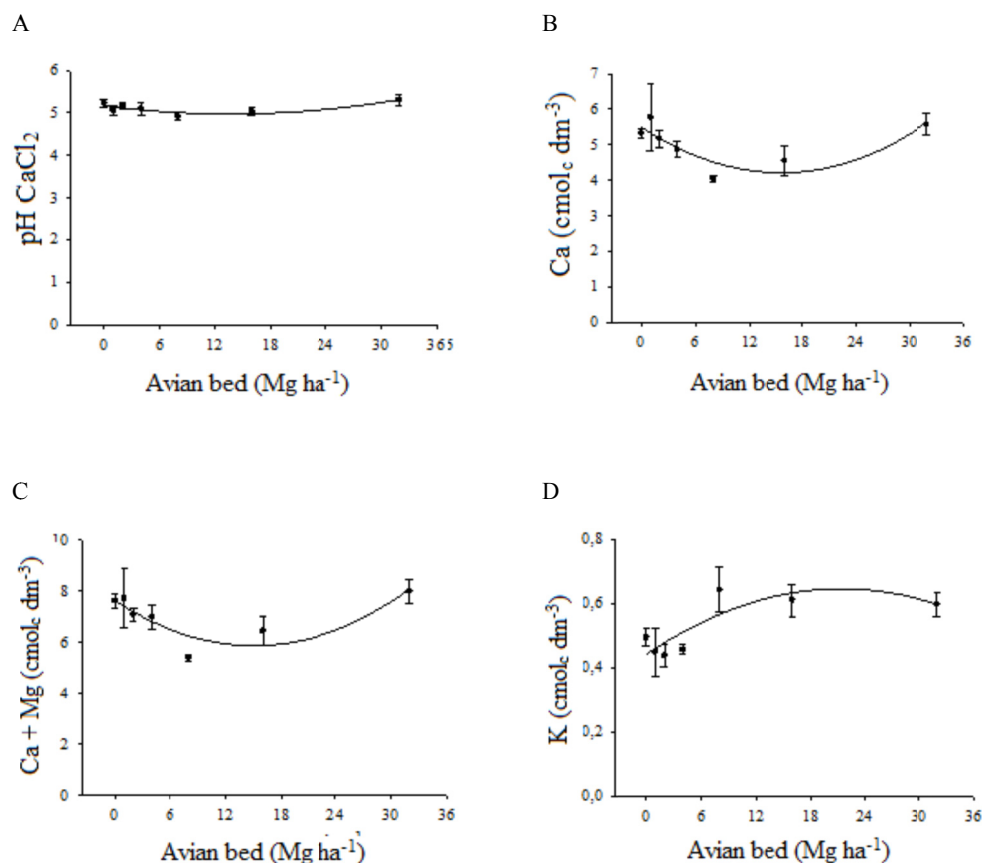 A
pH CaCl₂
6
5
4
3
2
1
0
0 6 12 18 24 30 365
Avian bed (Mg ha⁻¹)
B
Ca (cmol꜀ dm⁻³)
7
6
5
4
3
2
1
0
0 6 12 18 24 30 36
Avian bed (Mg ha⁻¹)
C
Ca + Mg (cmol꜀ dm⁻³)
10
8
6
4
2
0
0 6 12 18 24 30 36
Avian bed (Mg ha⁻¹)
D
K (cmol꜀ dm⁻³)
0,8
0,6
0,4
0,2
0,0
0 6 12 18 24 30 36
Avian bed (Mg ha⁻¹)